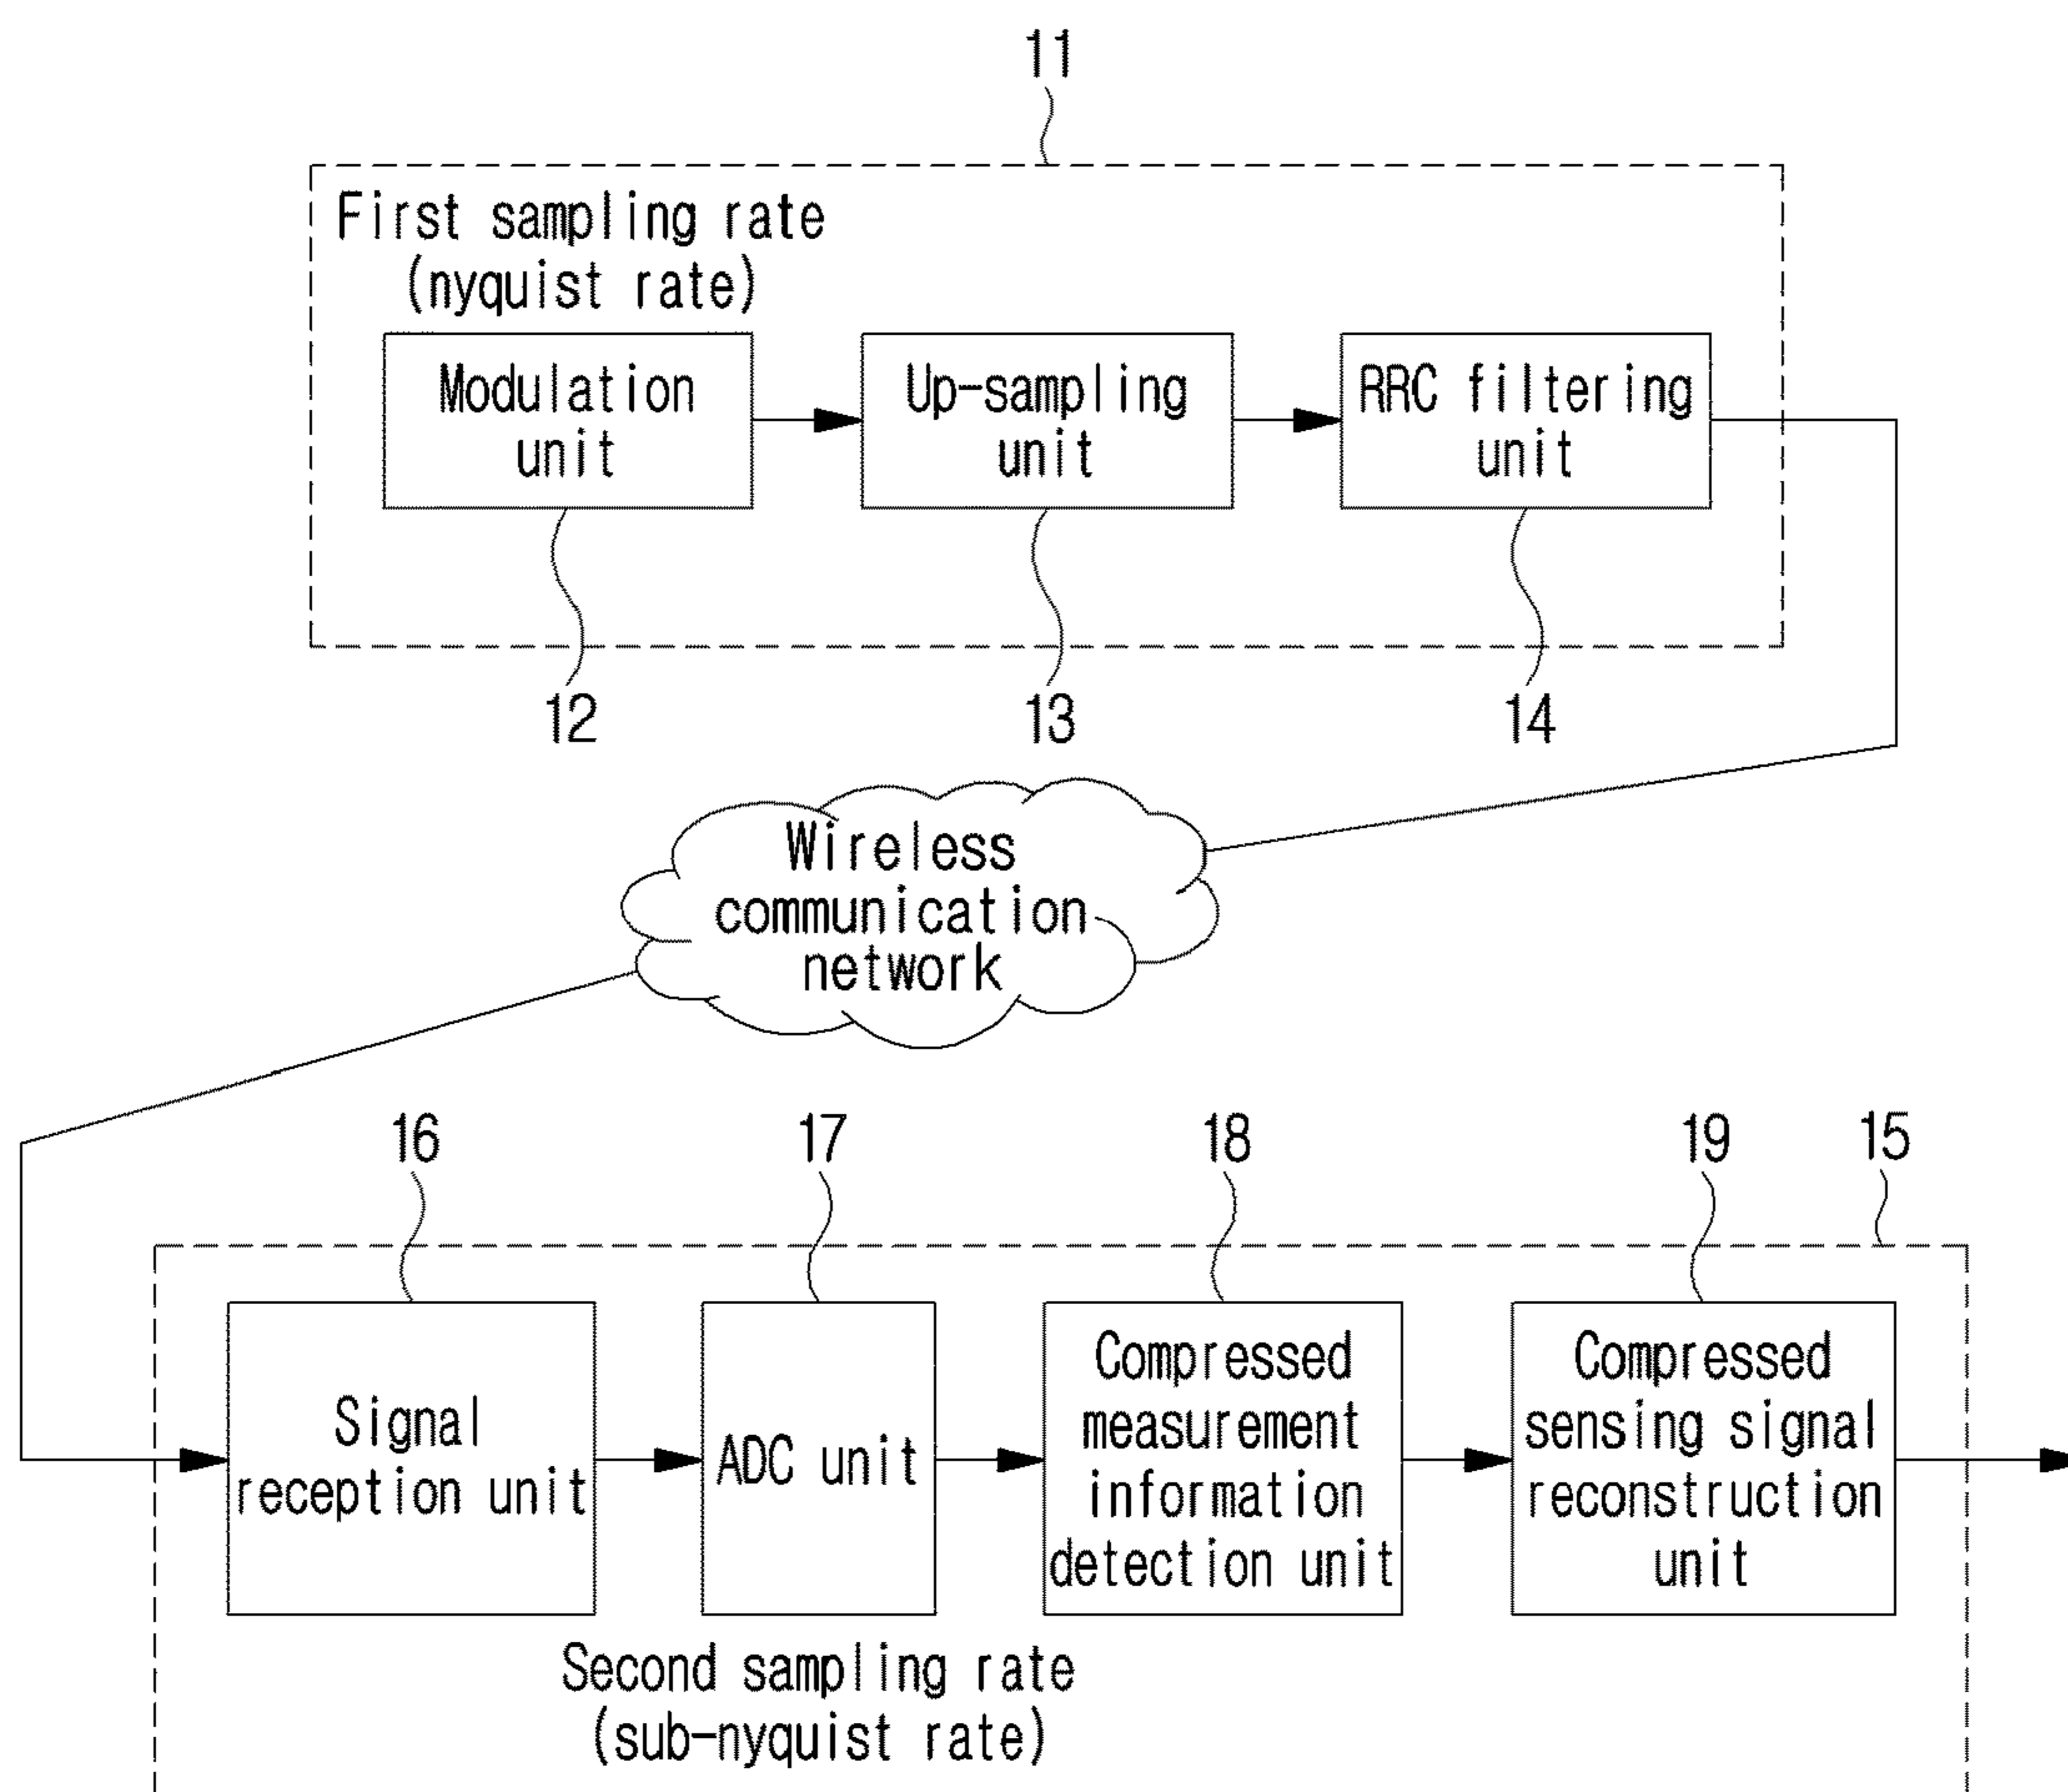 11
First sampling rate
(nyquist rate)
Modulation
unit
Up-sampling
unit
RRC filtering
unit
12
13
14
Wireless
communication
network
16
17
18
19
15
Signal
reception unit
ADC unit
Compressed
measurement
information
detection unit
Compressed
sensing signal
reconstruction
unit
Second sampling rate
(sub-nyquist rate)